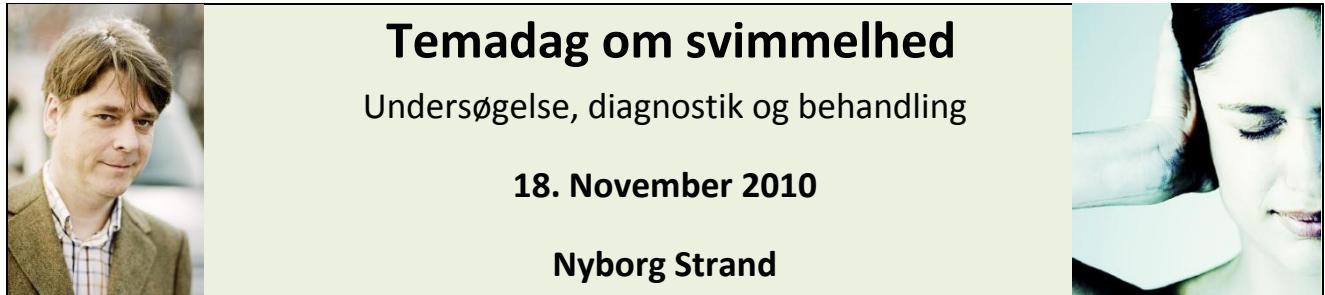 Temadag om svimmelhed
Undersøgelse, diagnostik og behandling
18. November 2010
Nyborg Strand